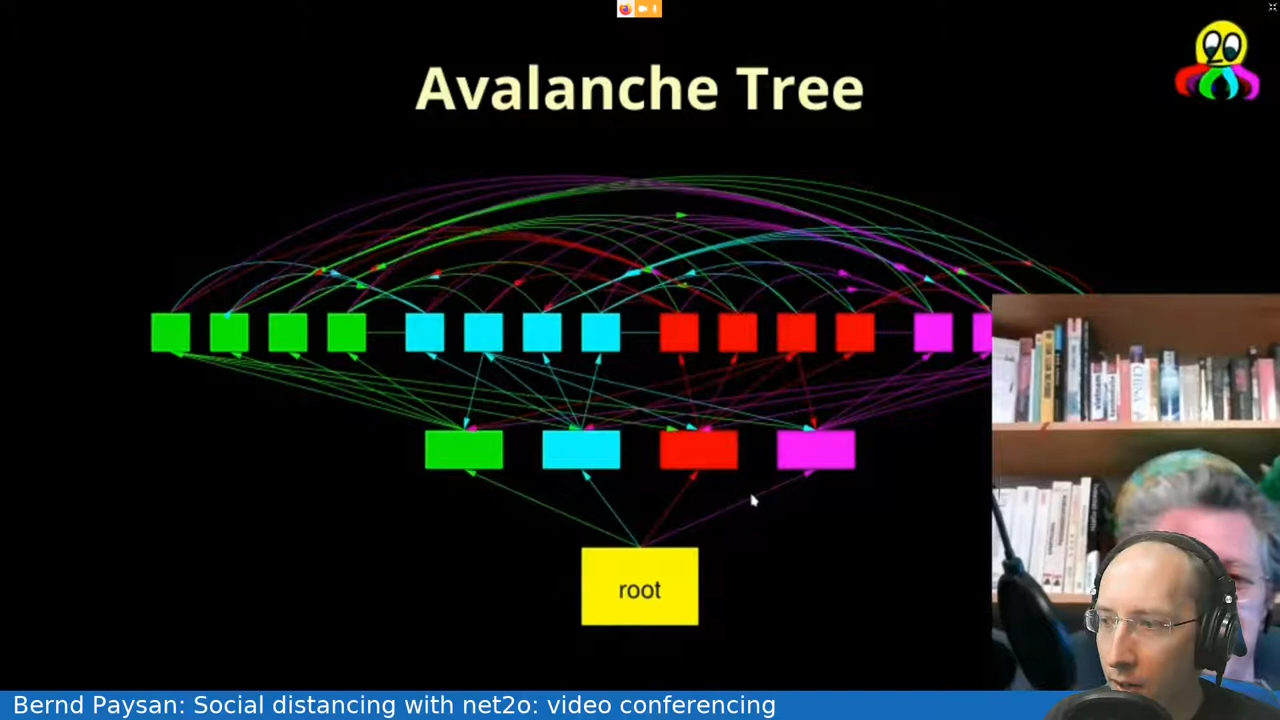 Avalanche Tree
root
Bernd Paysan: Social distancing with net2o: video conferencing